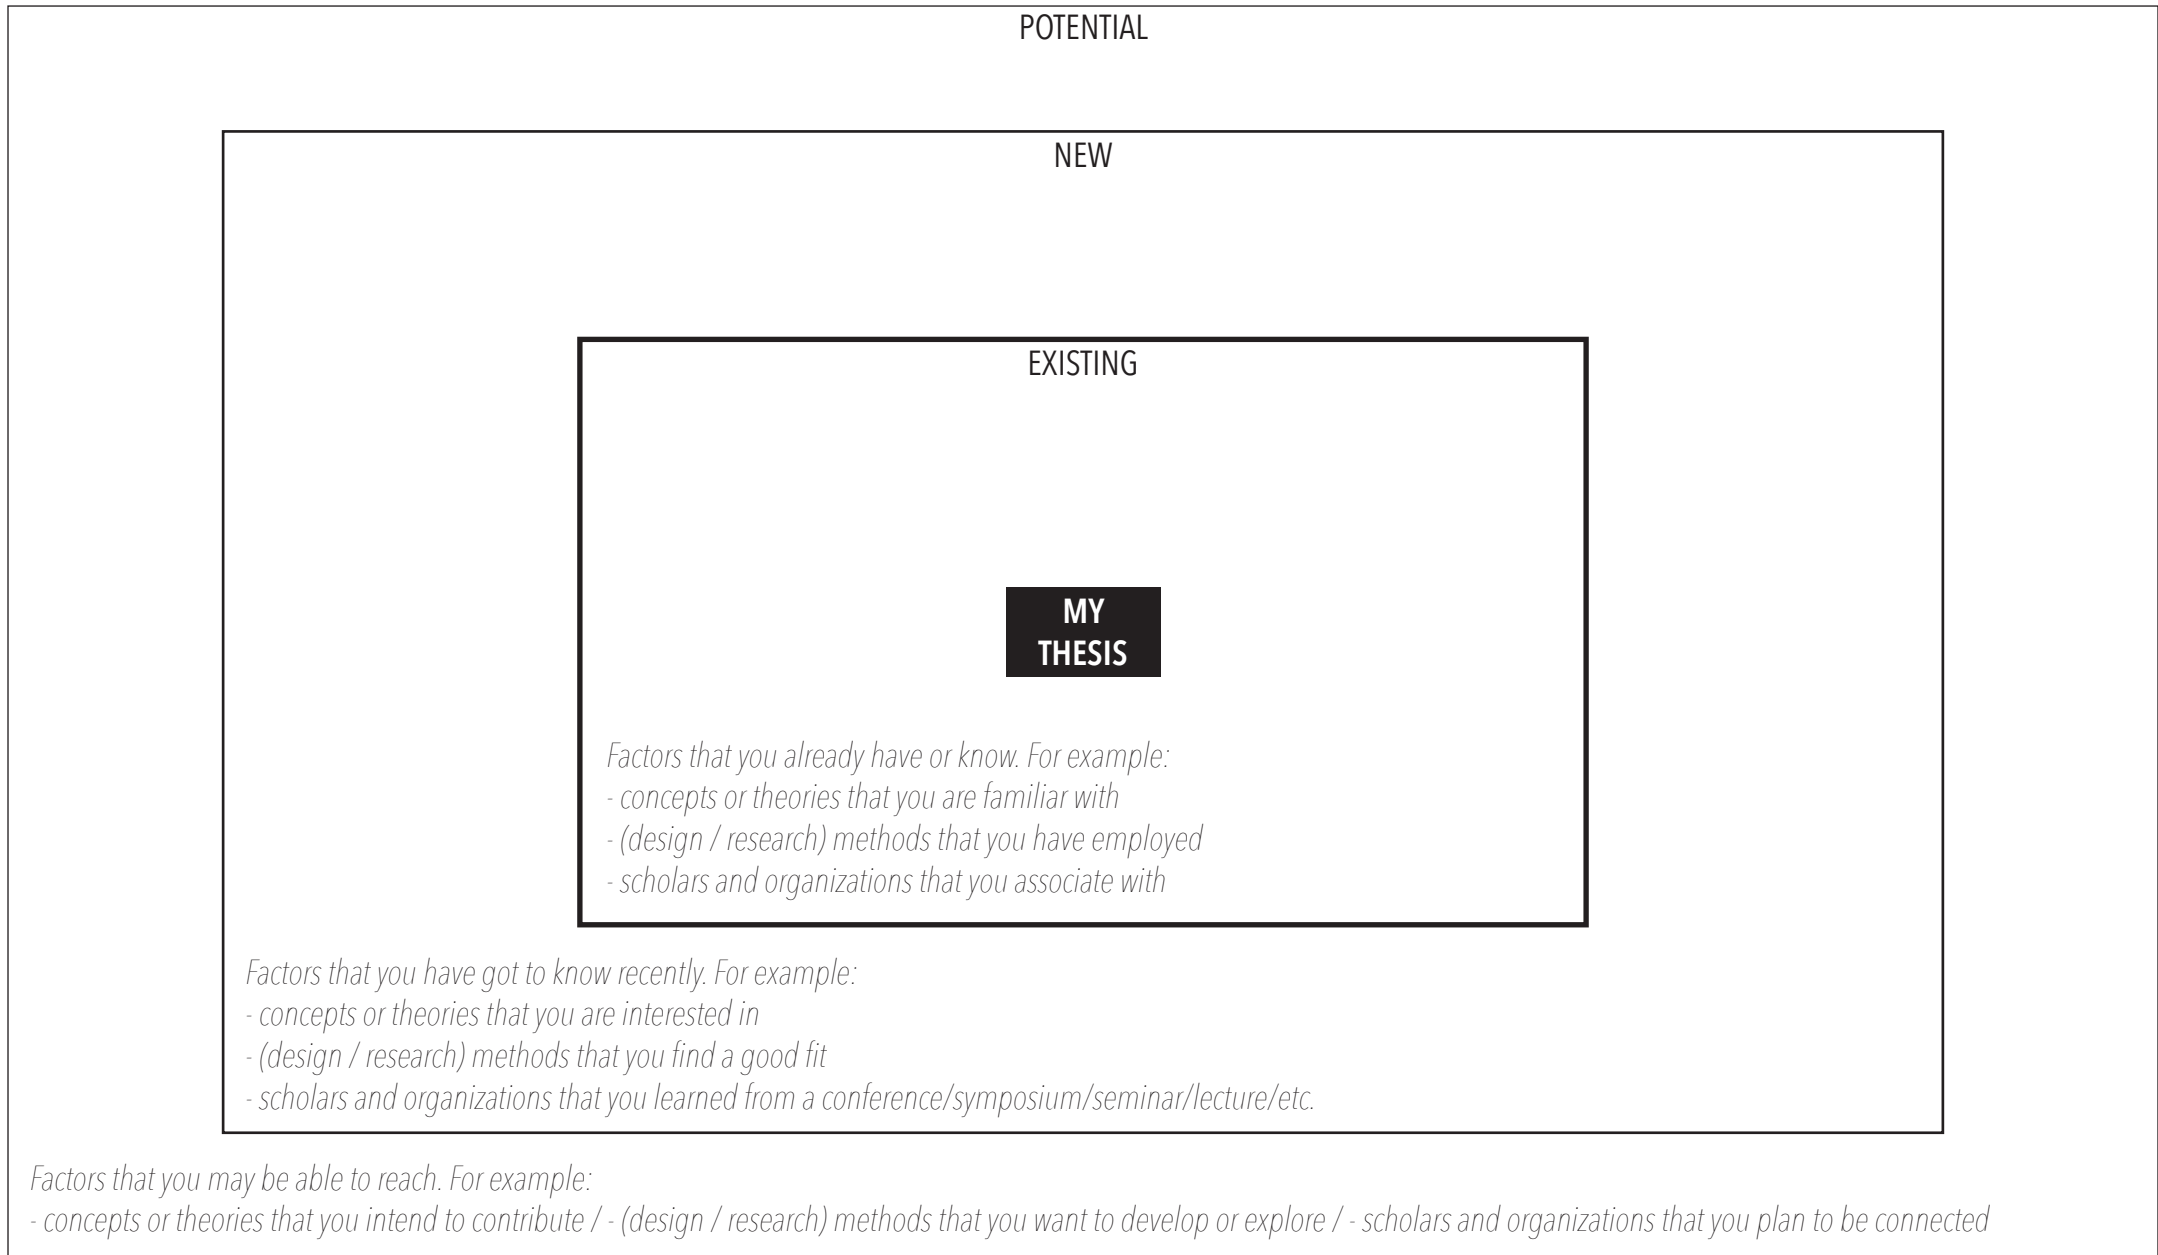 POTENTIAL
NEW
EXISTING
MY
THESIS
Factors that you already have or know. For example:
- concepts or theories that you are familiar with
- (design / research) methods that you have employed
- scholars and organizations that you associate with
Factors that you have got to know recently. For example:
- concepts or theories that you are interested in
- (design / research) methods that you find a good fit
- scholars and organizations that you learned from a conference/symposium/seminar/lecture/etc.
Factors that you may be able to reach. For example:
- concepts or theories that you intend to contribute / - (design / research) methods that you want to develop or explore / - scholars and organizations that you plan to be connected